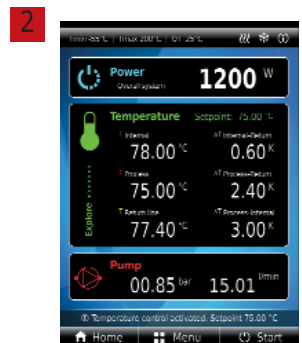 2
Tmin -55°C | Tmax 200°C | DT 25°C
Power
Overall system
1200 W
Temperature
Setpoint: 75.00 °C
T Internal
78.00 °C
ΔT Internal-Return
0.60 K
T Process
75.00 °C
ΔT Process-Return
2.40 K
T Return line
77.40 °C
ΔT Process-Internal
3.00 K
Explore
Pump
00.85 bar
15.01 l/min
Temperature control activated. Setpoint 75.00 °C
Home
Menu
Start